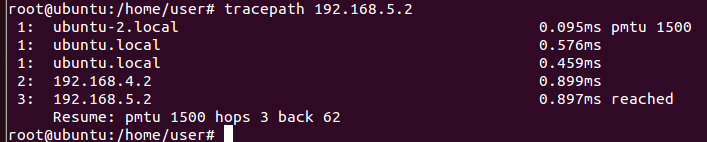 root@ubuntu:/home/user# tracepath 192.168.5.2
1: ubuntu-2.local 0.095ms pmtu 1500
1: ubuntu.local 0.576ms
1: ubuntu.local 0.459ms
2: 192.168.4.2 0.899ms
3: 192.168.5.2 0.897ms reached
Resume: pmtu 1500 hops 3 back 62
root@ubuntu:/home/user#